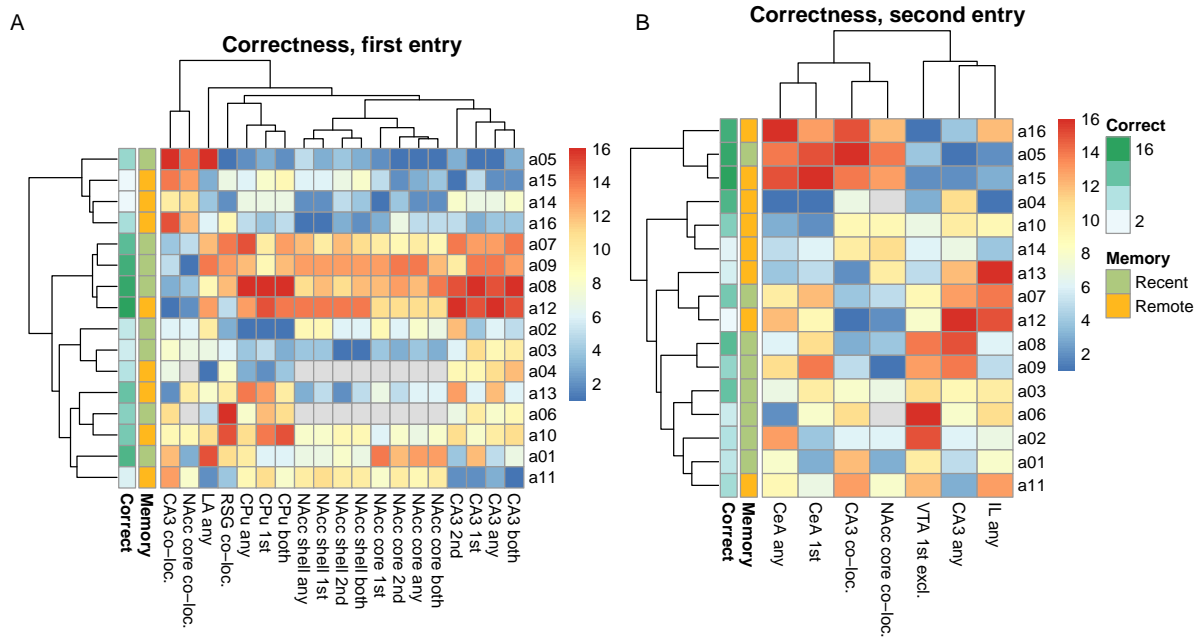 A
Correctness, first entry
a05
a15
a14
a16
a07
a09
a08
a12
a02
a03
a04
a13
a06
a10
a01
a11
16
14
12
10
8
6
4
2
Correct
Memory
CA3 co−loc.
NAcc core co−loc.
LA any
RSG co−loc.
CPu any
CPu 1st
CPu both
NAcc shell any
NAcc shell 1st
NAcc shell 2nd
NAcc shell both
NAcc core 1st
NAcc core 2nd
NAcc core any
NAcc core both
CA3 2nd
CA3 1st
CA3 any
CA3 both
B
Correctness, second entry
a16
a05
a15
a04
a10
a14
a13
a07
a12
a08
a09
a03
a06
a02
a01
a11
16
14
12
10
8
6
4
2
Correct
16
2
Memory
Recent
Remote
Correct
Memory
CeA any
CeA 1st
CA3 co−loc.
NAcc core co−loc.
VTA 1st excl.
CA3 any
IL any